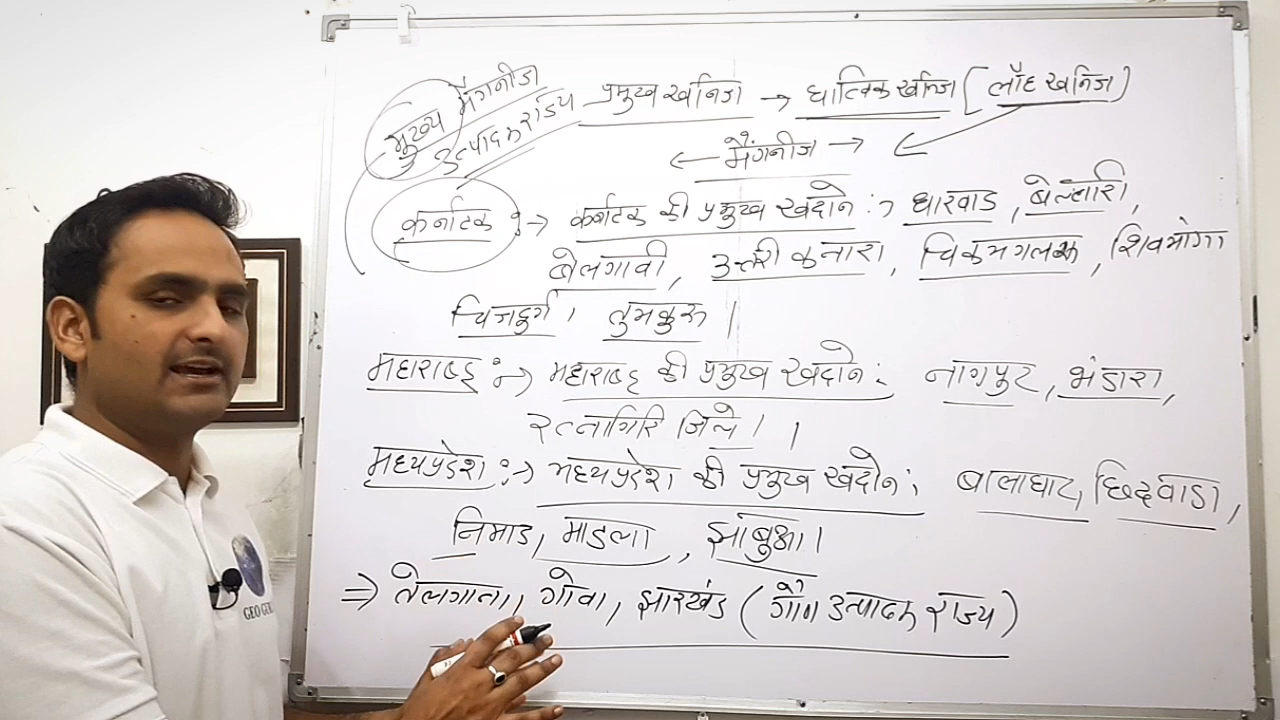 मुख्य मैंगनीज
उत्पादक राज्य
प्रमुख खनिज → धात्विक खनिज (लौह खनिज)
← मैंगनीज →
कर्नाटक :→ कर्नाटक की प्रमुख खदाने :→ धारवाड, बेल्लारी,
बेलगावी, उत्तरी कनारा, चिकमगलूरू, शिवमोगा
चित्रदुर्ग, तुमकुरू।
महाराष्ट्र :→ महाराष्ट्र की प्रमुख खदाने : नागपुर, भंडारा,
रत्नागिरि जिले।
मध्यप्रदेश :→ मध्यप्रदेश की प्रमुख खदाने : बालाघाट, छिंदवाडा,
निमाड, माडला, झाबुआ।
⇒ तेलगाना, गोवा, झारखंड (गौण उत्पादक राज्य)